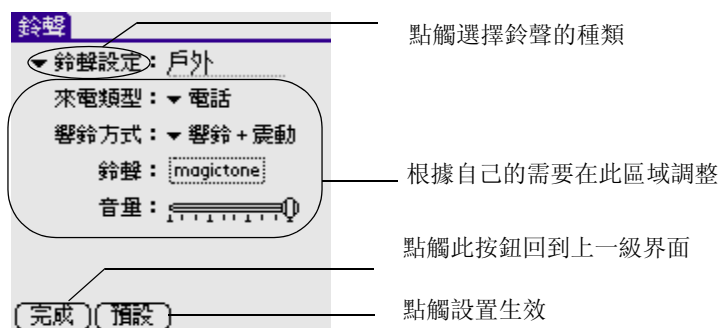 鈴聲
點觸選擇鈴聲的種類
鈴聲設定：戶外
來電類型：電話
響鈴方式：響鈴+震動
鈴聲：magictone
根據自己的需要在此區域調整
音量：
點觸此按鈕回到上一級界面
完成 預設
點觸設置生效